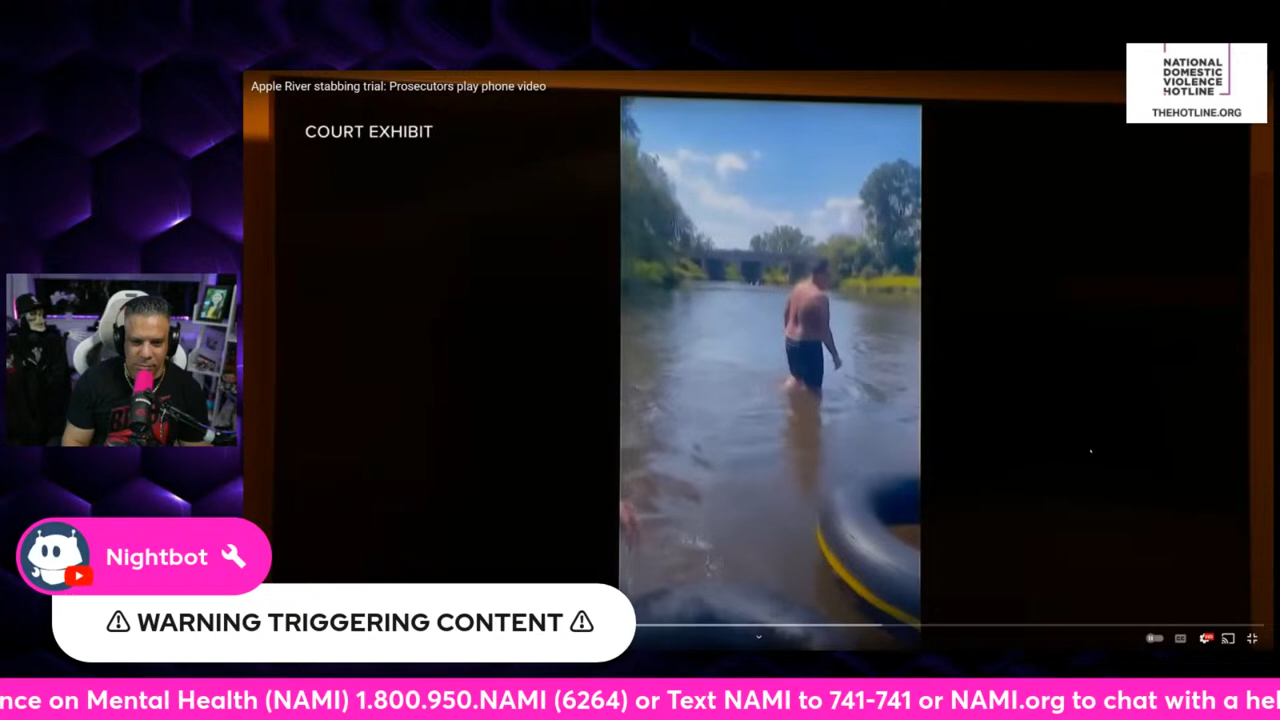 Apple River stabbing trial: Prosecutors play phone video
COURT EXHIBIT
NATIONAL
DOMESTIC
VIOLENCE
HOTLINE
THEHOTLINE.ORG
Nightbot
⚠ WARNING TRIGGERING CONTENT ⚠
nce on Mental Health (NAMI) 1.800.950.NAMI (6264) or Text NAMI to 741-741 or NAMI.org to chat with a hel